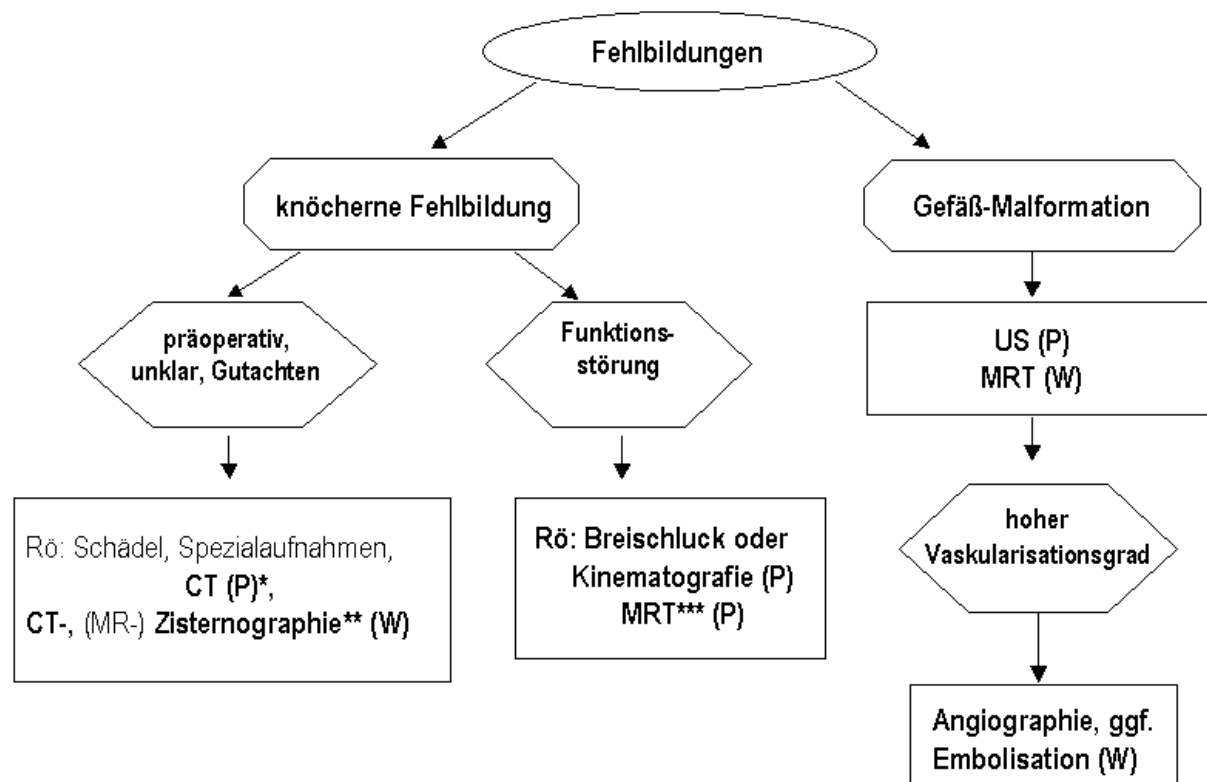 Fehlbildungen
knöcherne Fehlbildung
Gefäß-Malformation
präoperativ,
unklar, Gutachten
Funktions-
störung
US (P)
MRT (W)
Rö: Schädel, Spezialaufnahmen,
CT (P)*,
CT-, (MR-) Zisternographie** (W)
Rö: Breischluck oder
Kinematografie (P)
MRT*** (P)
hoher
Vaskularisationsgrad
Angiographie, ggf.
Embolisation (W)